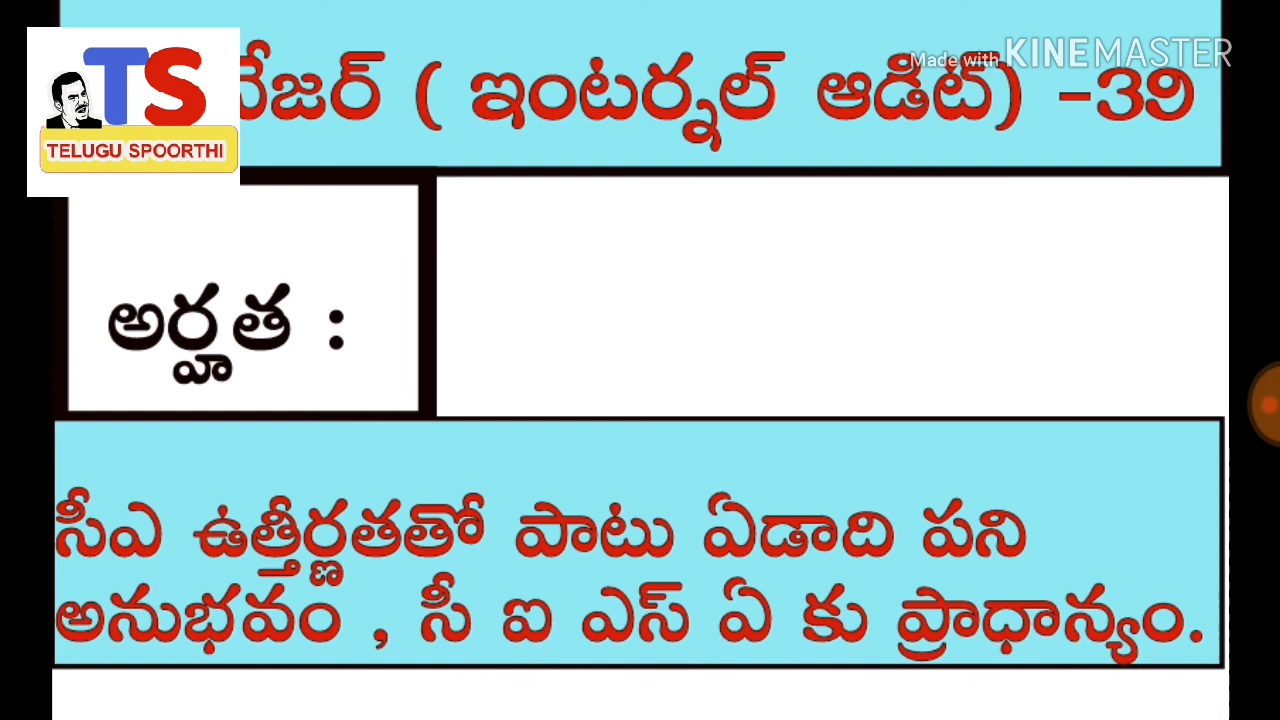 Made with KINEMASTER
TS
TELUGU SPOORTHI
నేజర్ ( ఇంటర్నల్ ఆడిట్) -3రి
అర్హత :
సీఎ ఉత్తీర్ణతతో పాటు ఏడాది పని
అనుభవం , సీ ఐ ఎస్ ఏ కు ప్రాధాన్యం.